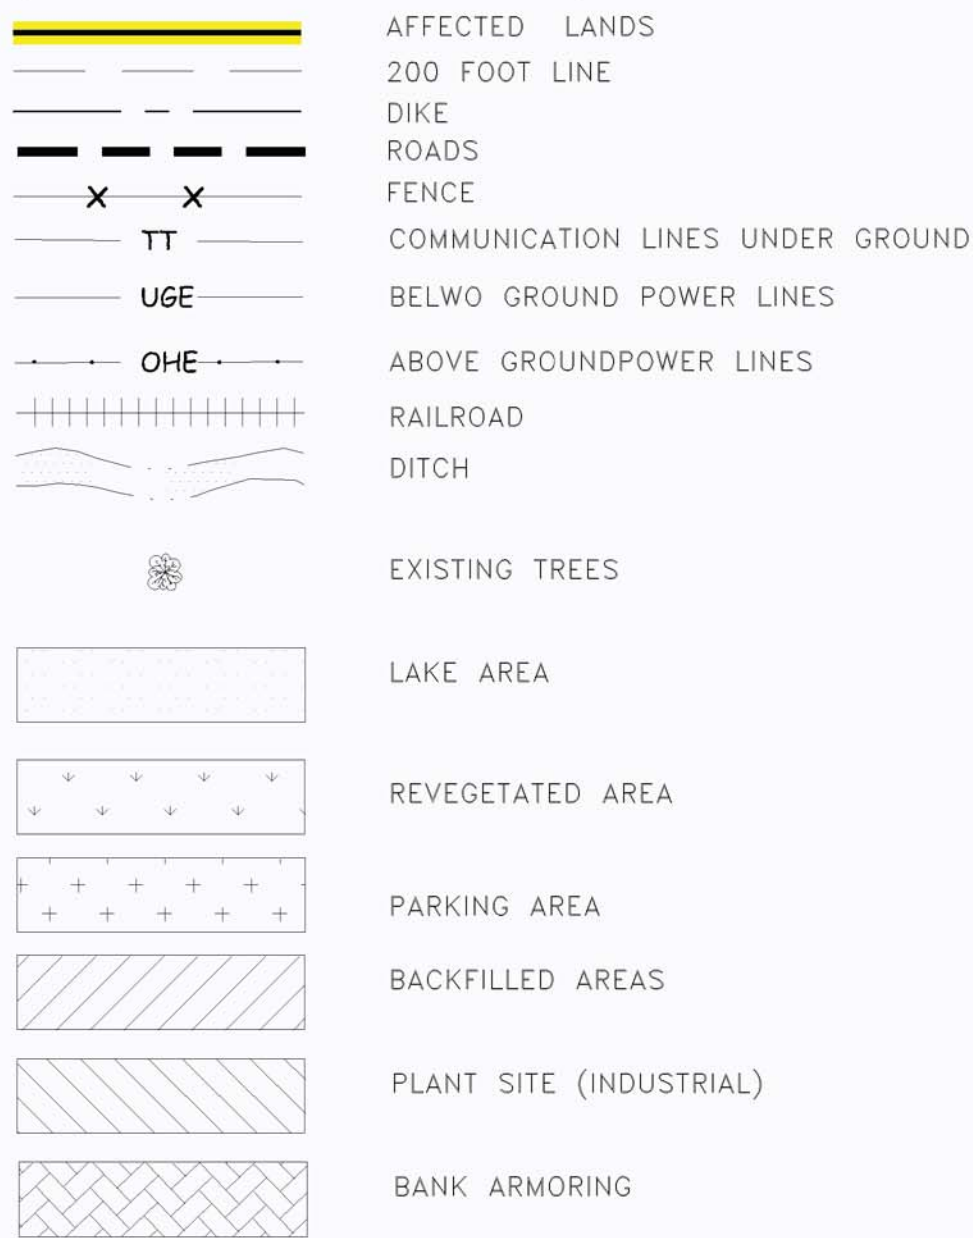 AFFECTED LANDS
200 FOOT LINE
DIKE
ROADS
X X FENCE
TT COMMUNICATION LINES UNDER GROUND
UGE BELWO GROUND POWER LINES
OHE ABOVE GROUNDPOWER LINES
RAILROAD
DITCH
EXISTING TREES
LAKE AREA
REVEGETATED AREA
PARKING AREA
BACKFILLED AREAS
PLANT SITE (INDUSTRIAL)
BANK ARMORING